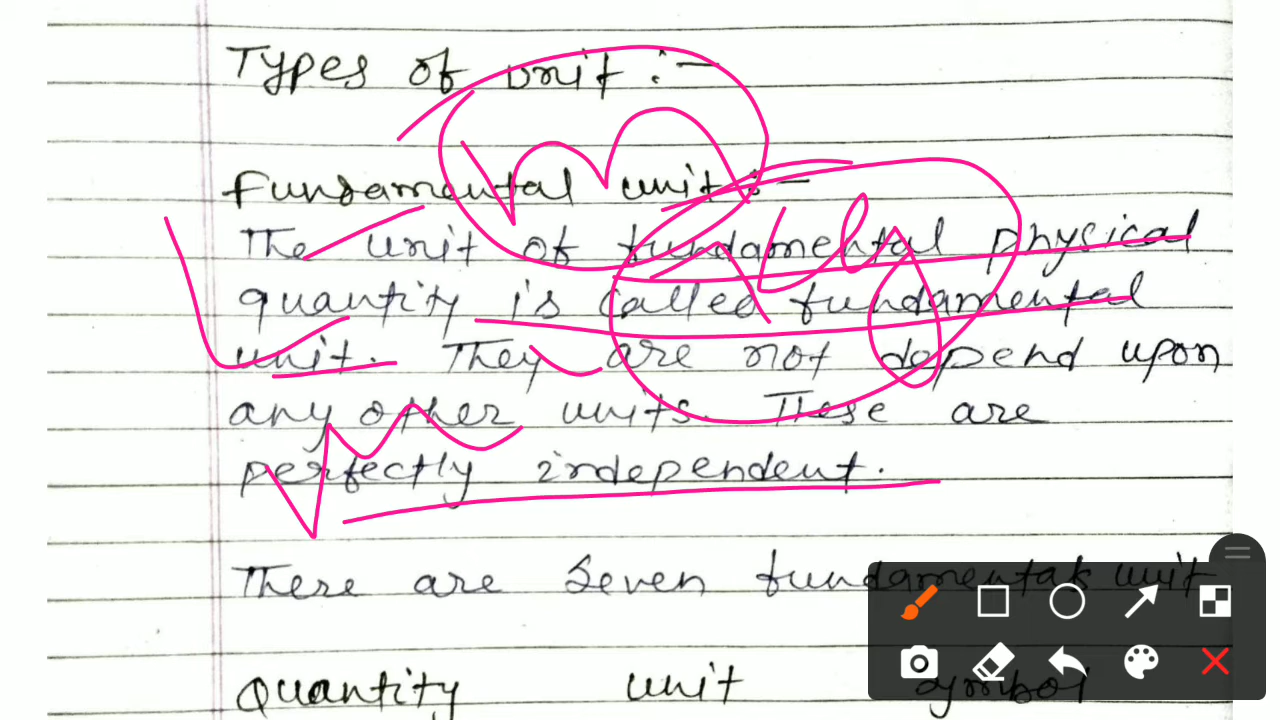 Types of unit :-
Fundamental unit :-
The unit of fundamental physical
quantity is called fundamental
unit. They are not depend upon
any other units. These are
perfectly independent.
There are seven fundamental unit
Quantity unit symbol